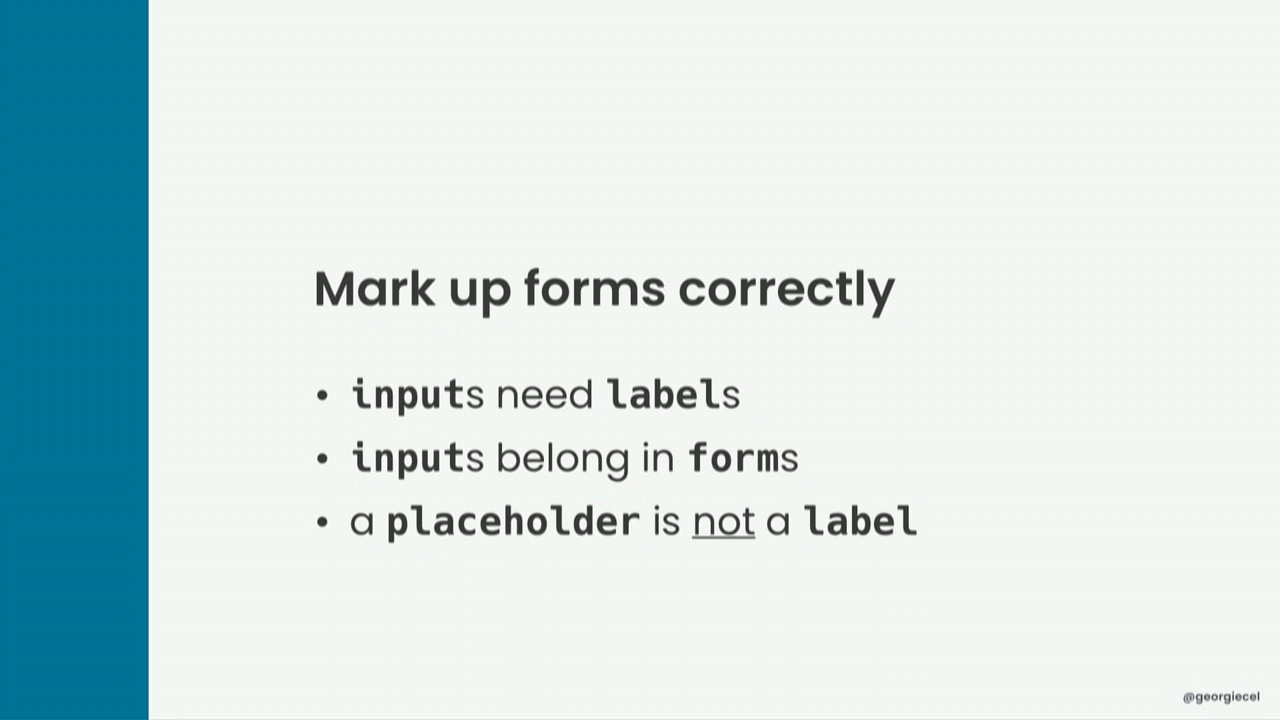 Mark up forms correctly
• inputs need labels
• inputs belong in forms
• a placeholder is not a label
@georgiecel